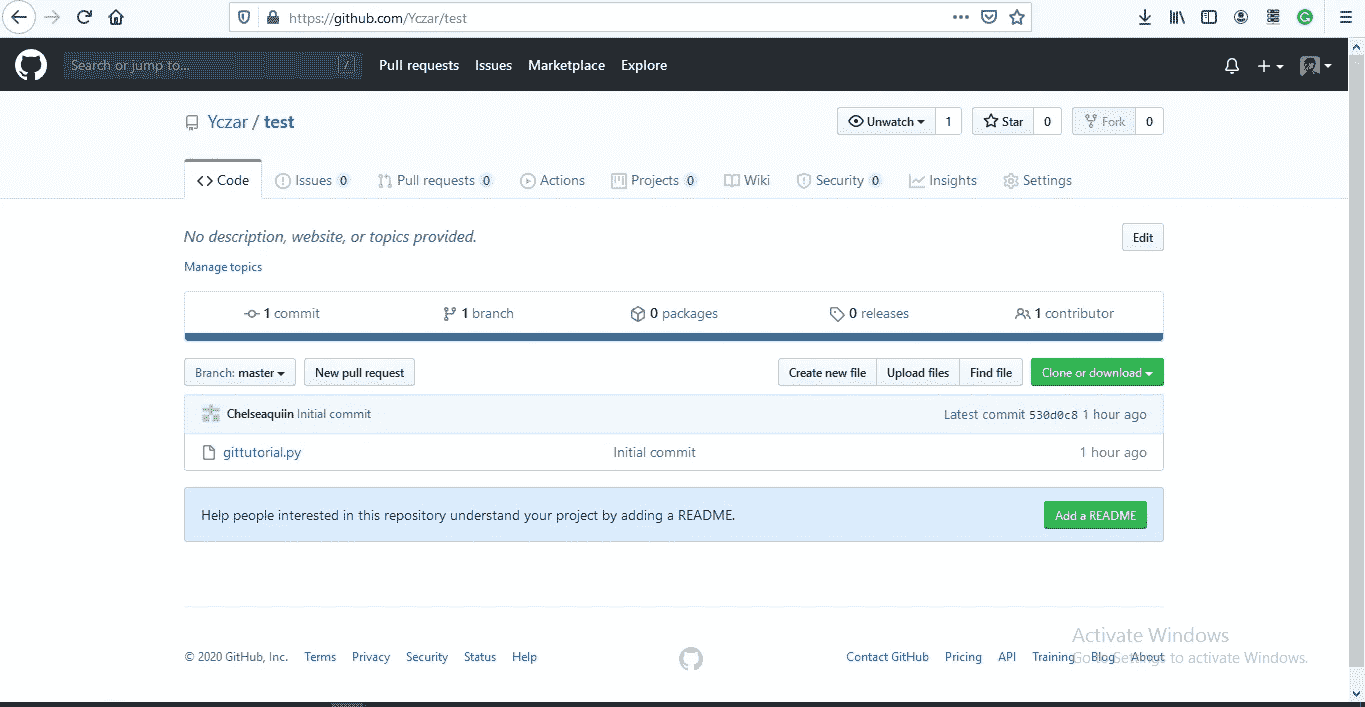 https://github.com/Yczar/test
Search or jump to... /
Pull requests Issues Marketplace Explore
Yczar / test
Unwatch 1 Star 0 Fork 0
Code Issues 0 Pull requests 0 Actions Projects 0 Wiki Security 0 Insights Settings
No description, website, or topics provided.
Edit
Manage topics
1 commit 1 branch 0 packages 0 releases 1 contributor
Branch: master New pull request Create new file Upload files Find file Clone or download
Chelseaquiin Initial commit Latest commit 530d0c8 1 hour ago
gittutorial.py Initial commit 1 hour ago
Help people interested in this repository understand your project by adding a README. Add a README
Activate Windows
© 2020 GitHub, Inc. Terms Privacy Security Status Help Contact GitHub Pricing API Training Blog About
Go to Settings to activate Windows.